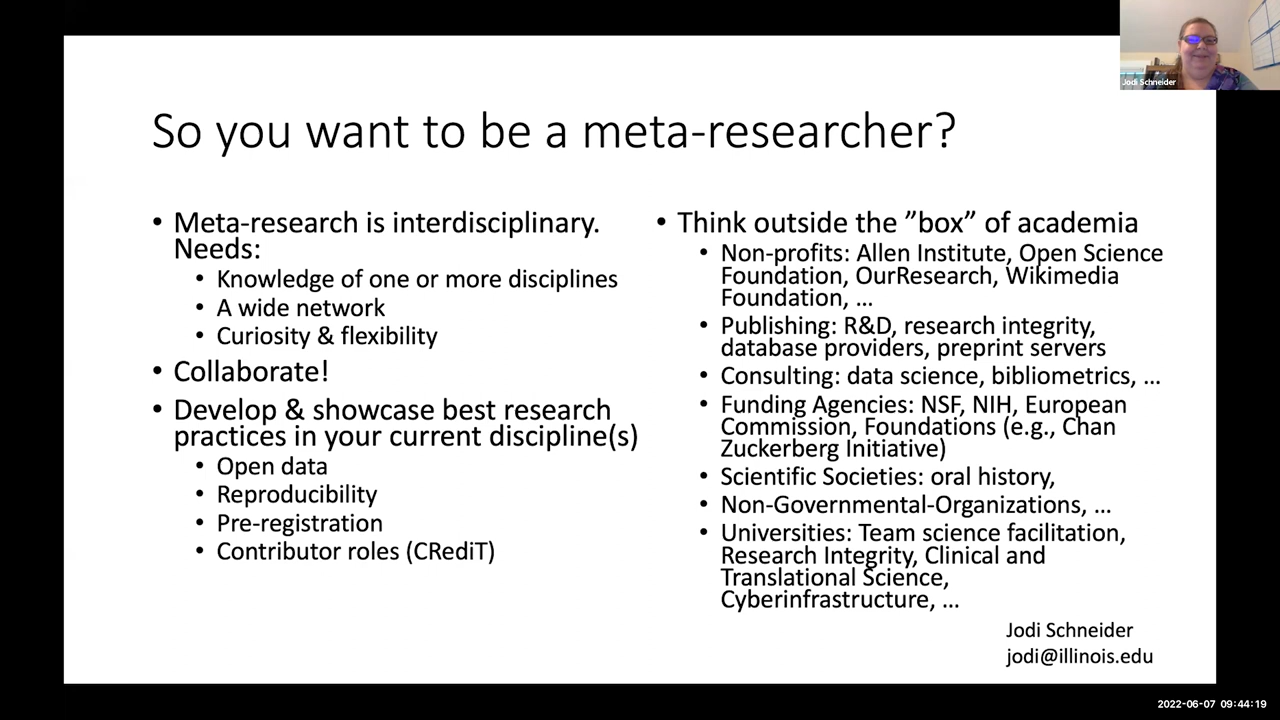 Jodi Schneider
So you want to be a meta-researcher?
• Meta-research is interdisciplinary.
Needs:
• Knowledge of one or more disciplines
• A wide network
• Curiosity & flexibility
• Collaborate!
• Develop & showcase best research
practices in your current discipline(s)
• Open data
• Reproducibility
• Pre-registration
• Contributor roles (CRediT)
• Think outside the ”box” of academia
• Non-profits: Allen Institute, Open Science
Foundation, OurResearch, Wikimedia
Foundation, …
• Publishing: R&D, research integrity,
database providers, preprint servers
• Consulting: data science, bibliometrics, …
• Funding Agencies: NSF, NIH, European
Commission, Foundations (e.g., Chan
Zuckerberg Initiative)
• Scientific Societies: oral history,
• Non-Governmental-Organizations, …
• Universities: Team science facilitation,
Research Integrity, Clinical and
Translational Science,
Cyberinfrastructure, …
Jodi Schneider
jodi@illinois.edu
2022-06-07 09:44:19